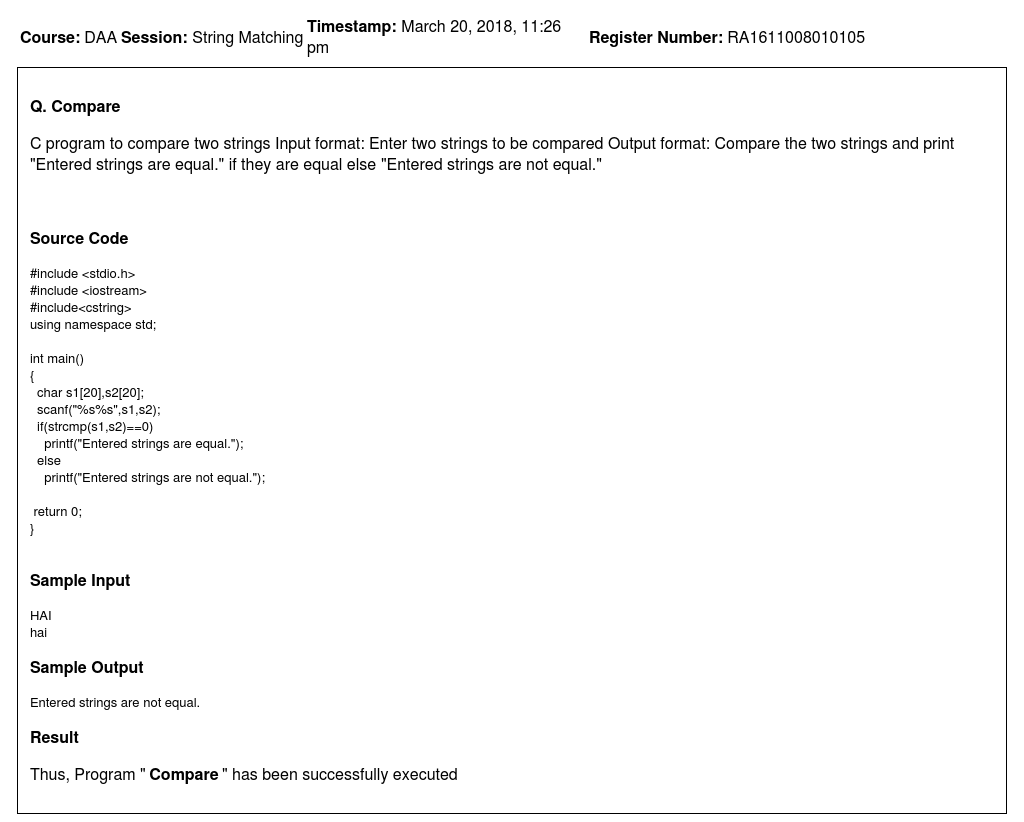 Course: DAA Session: String Matching Timestamp: March 20, 2018, 11:26 pm Register Number: RA1611008010105
Q. Compare
C program to compare two strings Input format: Enter two strings to be compared Output format: Compare the two strings and print
"Entered strings are equal." if they are equal else "Entered strings are not equal."
Source Code
#include <stdio.h>
#include <iostream>
#include<cstring>
using namespace std;
int main()
{
  char s1[20],s2[20];
  scanf("%s%s",s1,s2);
  if(strcmp(s1,s2)==0)
    printf("Entered strings are equal.");
  else
    printf("Entered strings are not equal.");
 return 0;
}
Sample Input
HAI
hai
Sample Output
Entered strings are not equal.
Result
Thus, Program " Compare " has been successfully executed